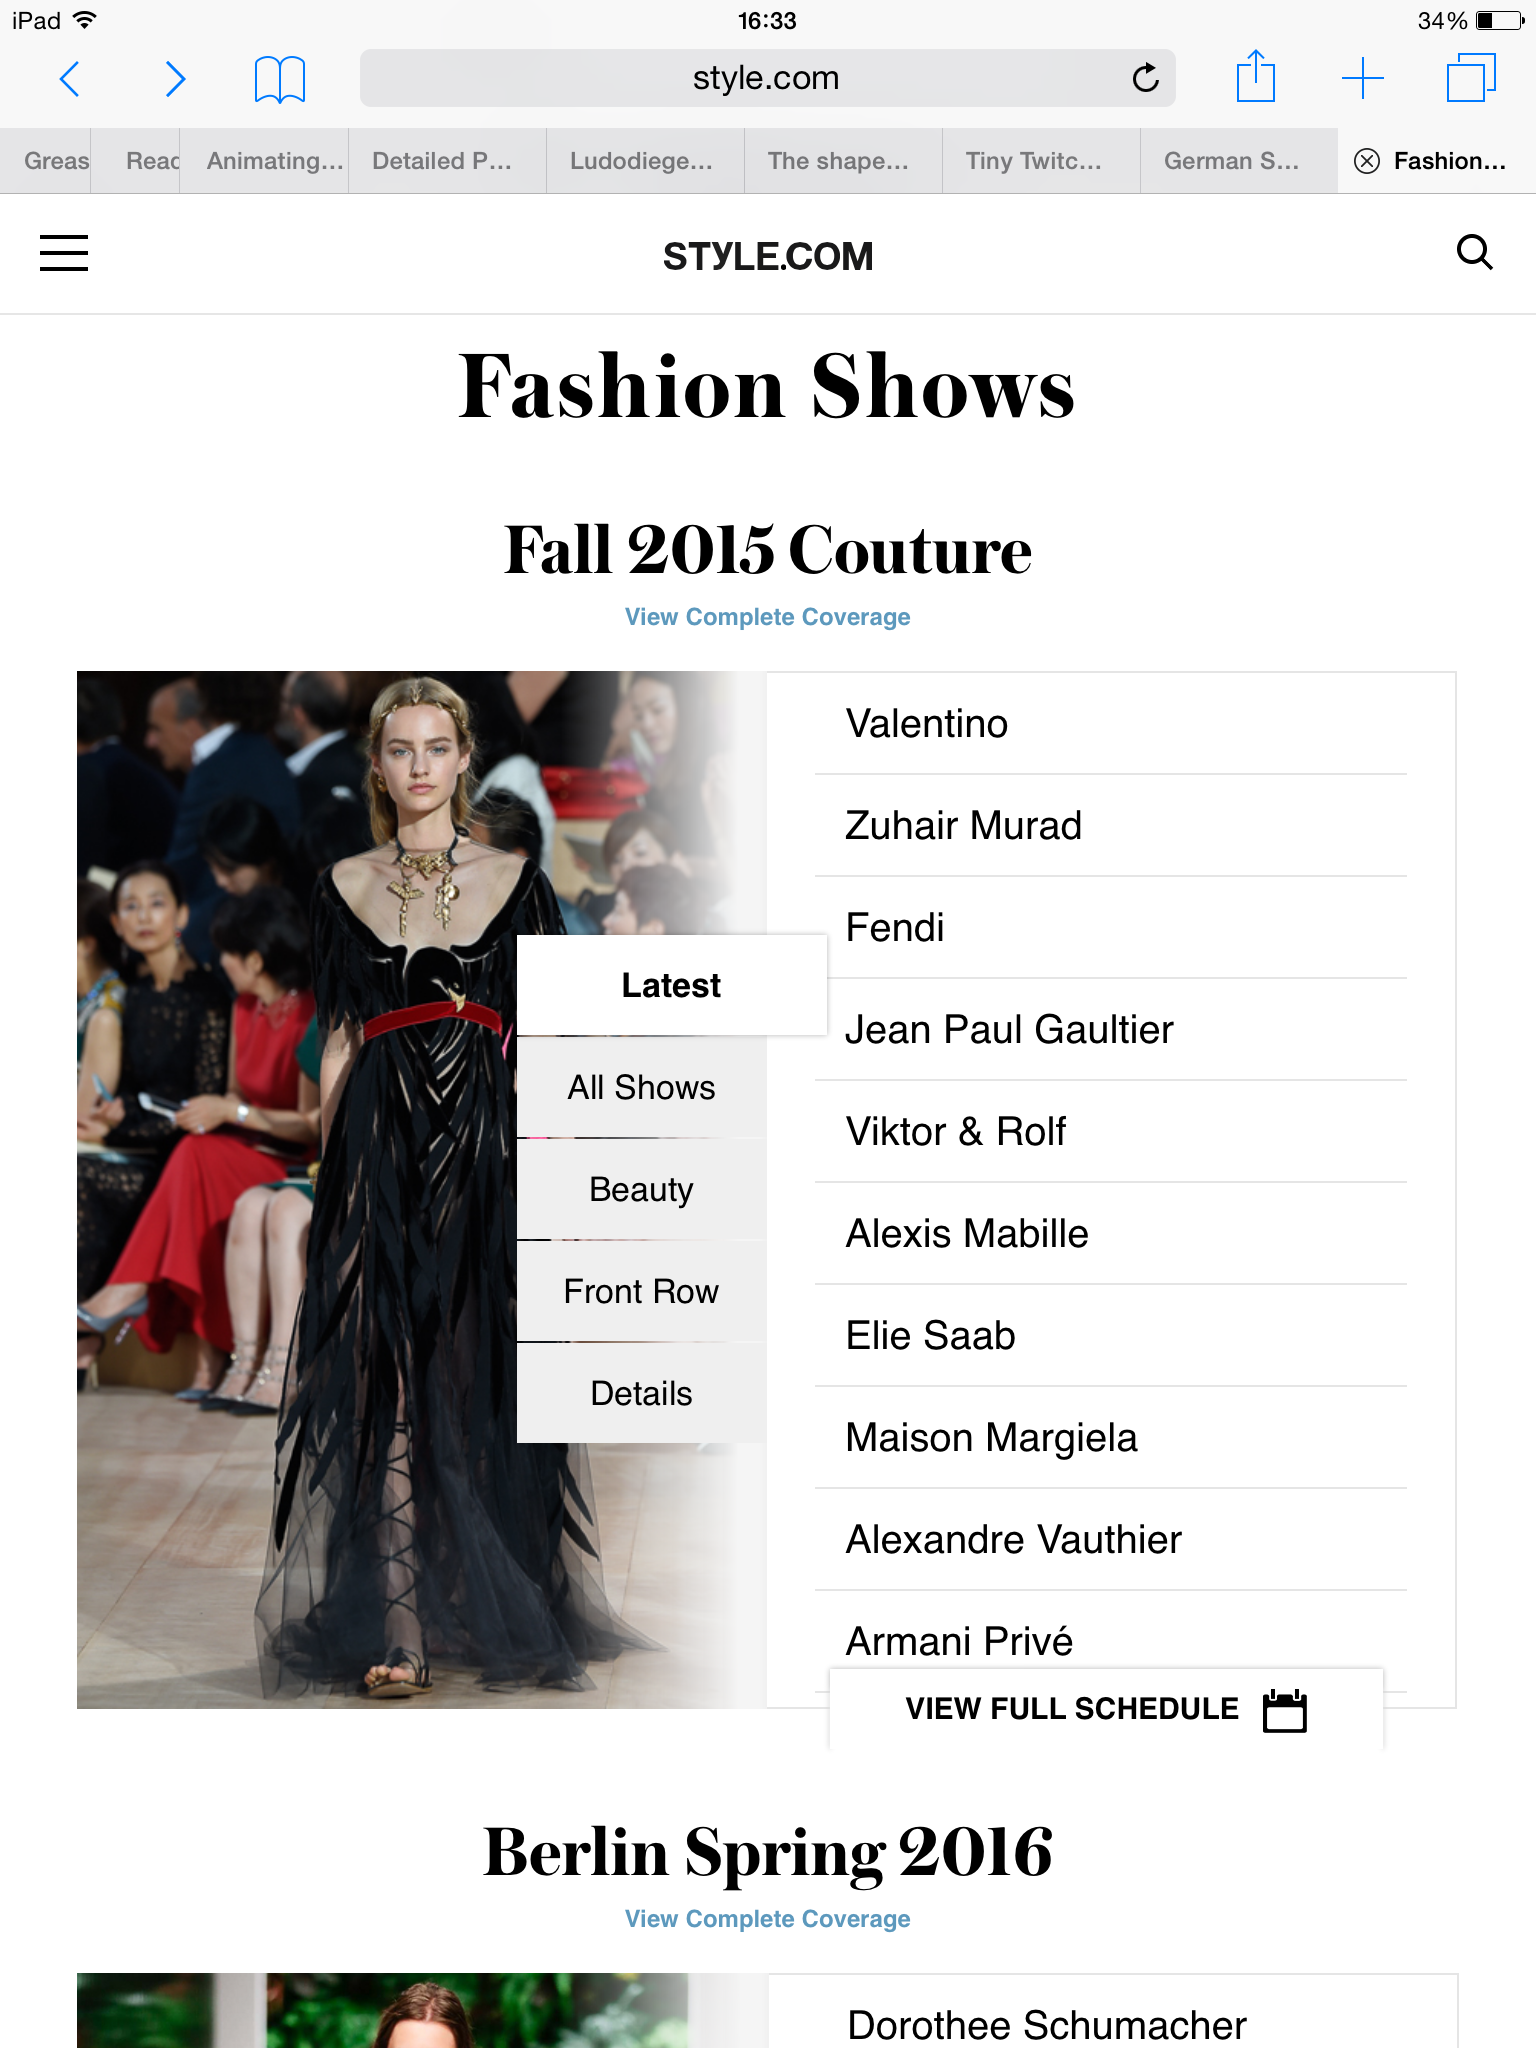 iPad 16:33 34%
style.com
Greas Read Animating... Detailed P... Ludodiege... The shape... Tiny Twitc... German S... Fashion...
STYLE.COM
Fashion Shows
Fall 2015 Couture
View Complete Coverage
Latest
All Shows
Beauty
Front Row
Details
Valentino
Zuhair Murad
Fendi
Jean Paul Gaultier
Viktor & Rolf
Alexis Mabille
Elie Saab
Maison Margiela
Alexandre Vauthier
Armani Privé
VIEW FULL SCHEDULE
Berlin Spring 2016
View Complete Coverage
Dorothee Schumacher